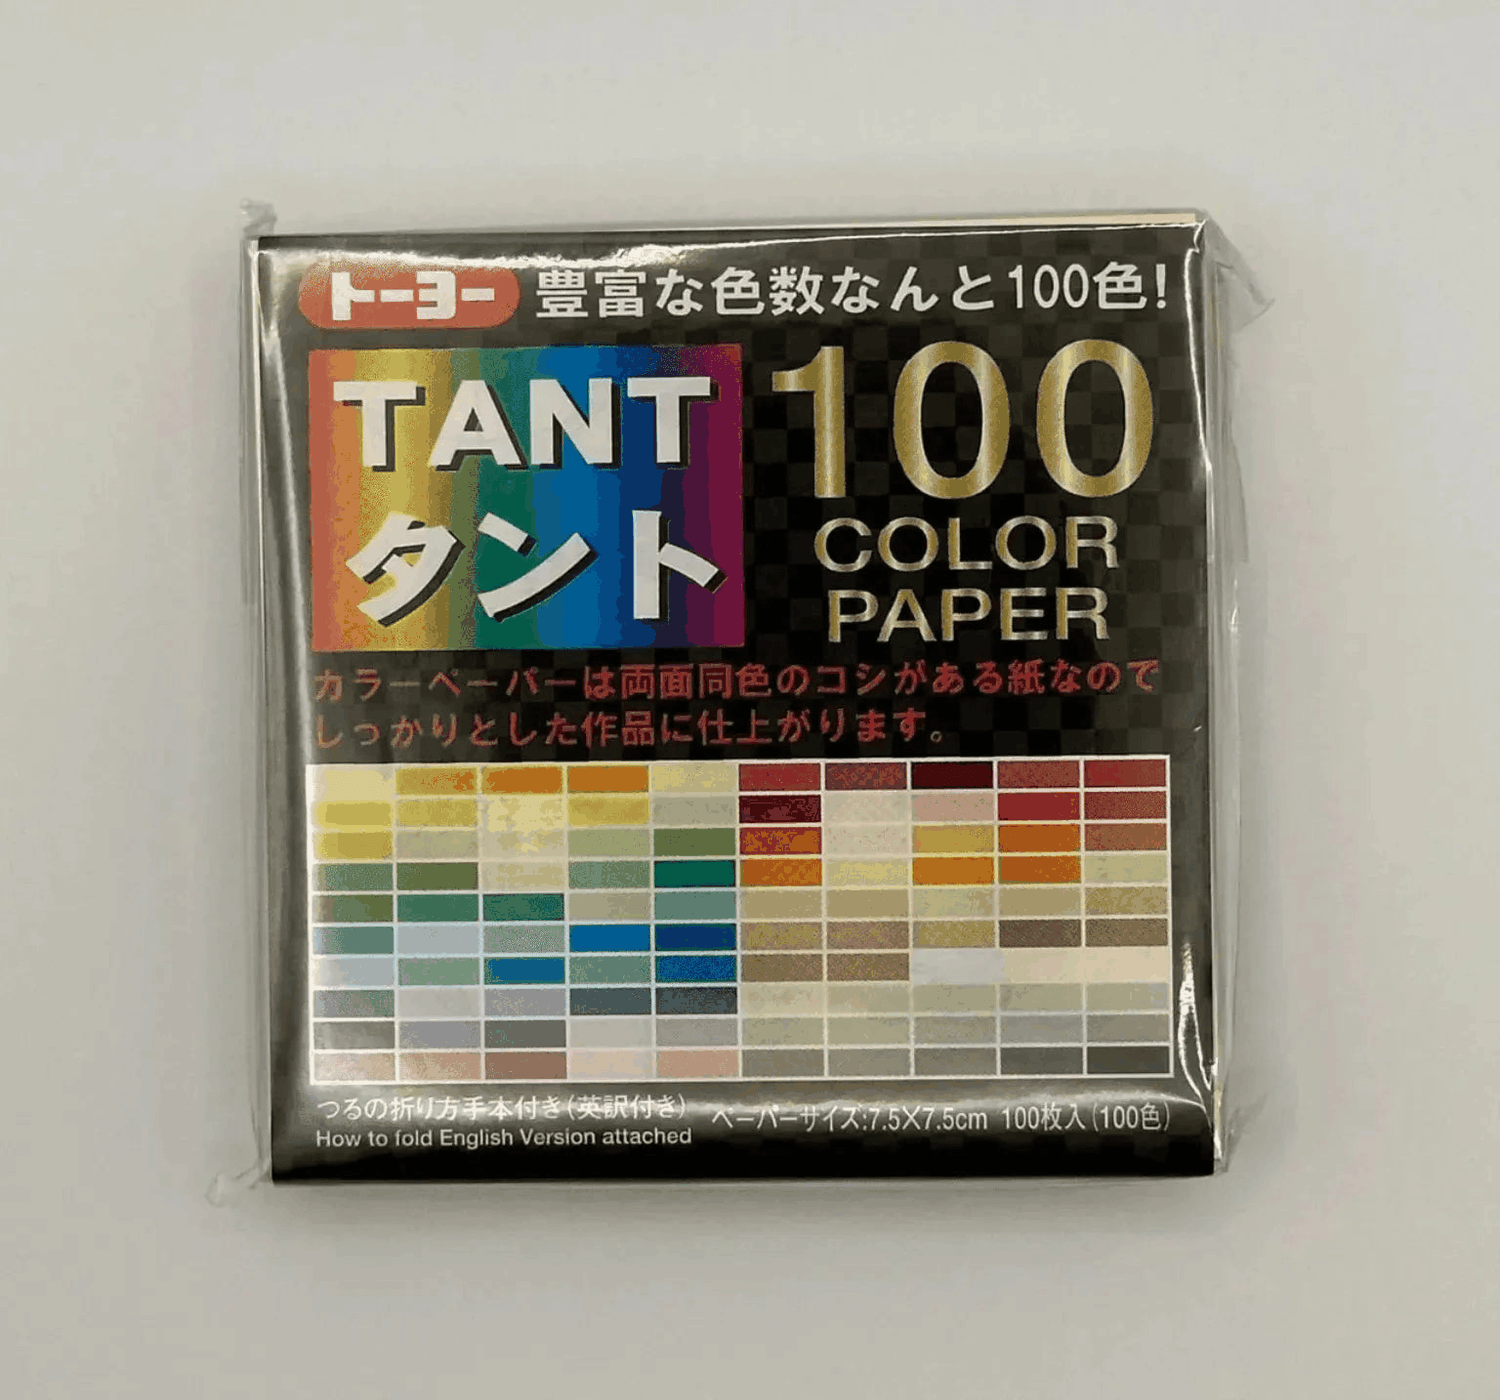 トーヨー 豊富な色数なんと100色!
TANT
タント
100
COLOR
PAPER
カラーペーパーは両面同色のコシがある紙なので
しっかりとした作品に仕上がります。
つるの折り方手本付き(英訳付き)
How to fold English Version attached
ペーパーサイズ:7.5×7.5cm 100枚入(100色)